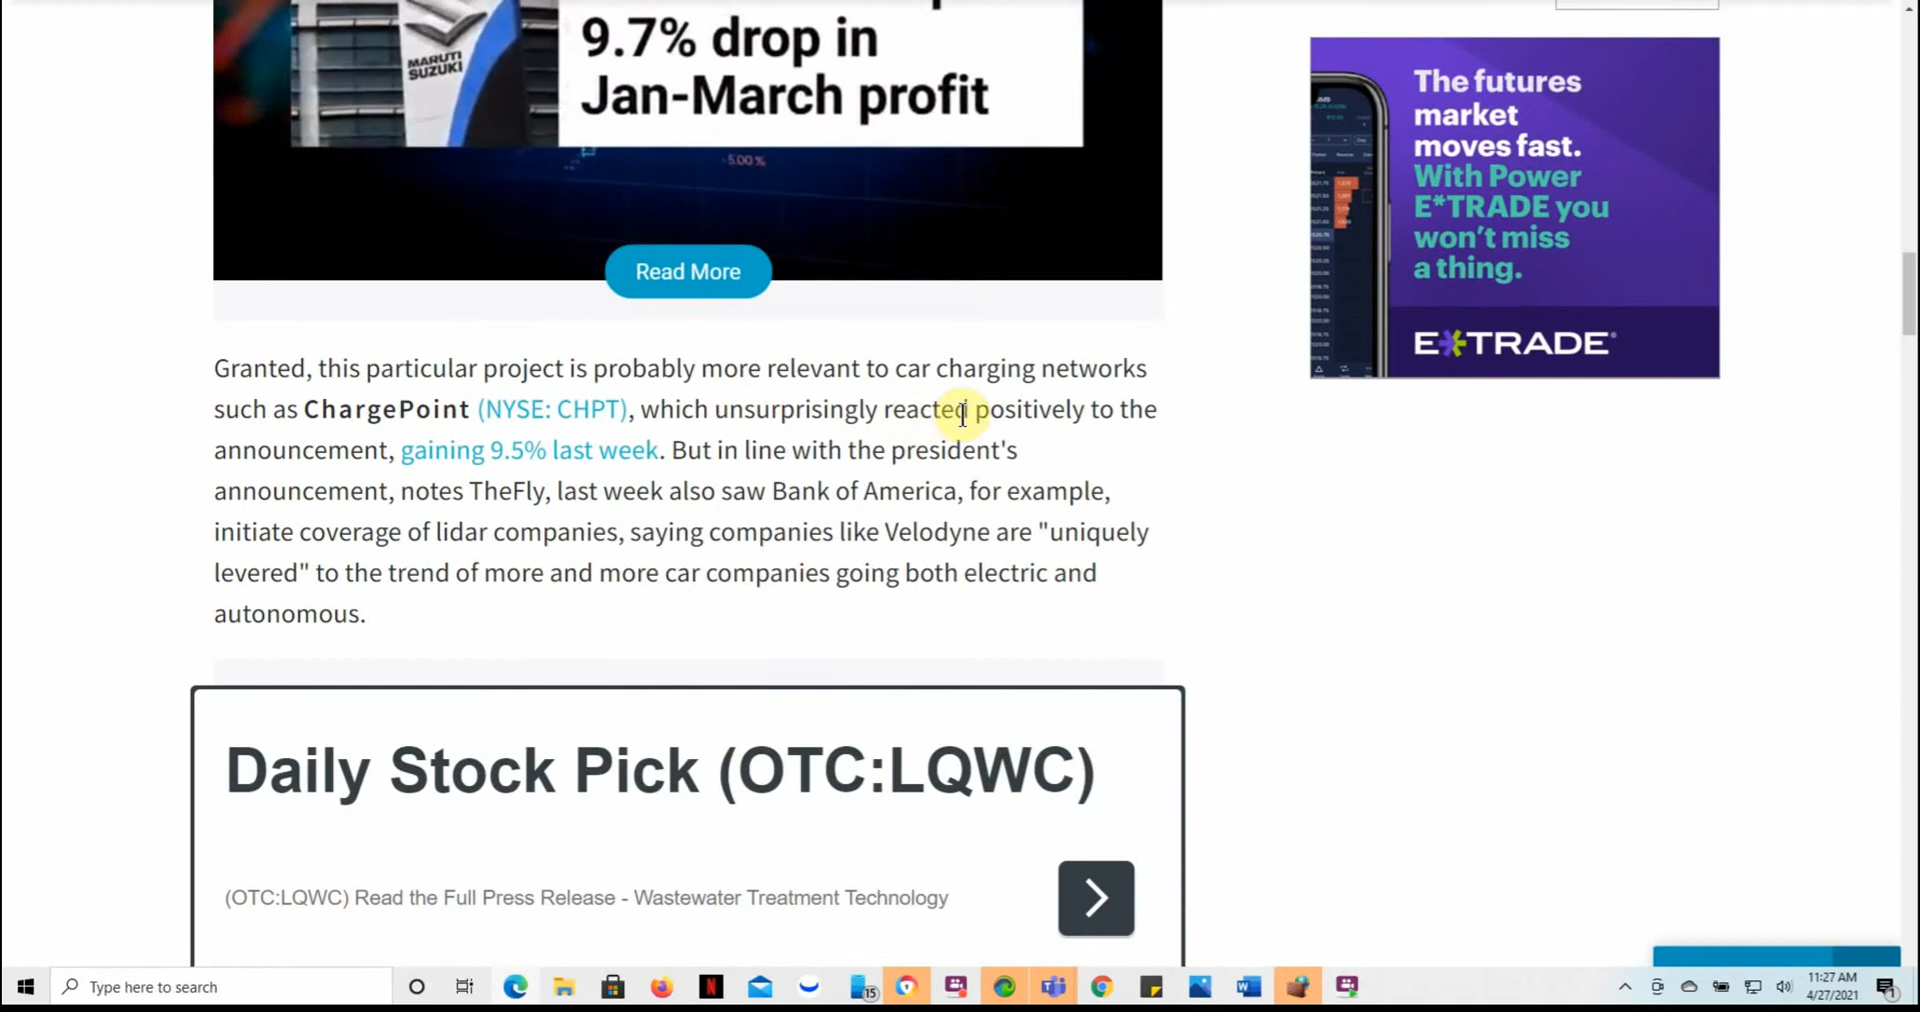 9.7% drop in
Jan-March profit
MARUTI
SUZUKI
-5.00%
Read More
The futures
market
moves fast.
With Power
E*TRADE you
won't miss
a thing.
E*TRADE®
Granted, this particular project is probably more relevant to car charging networks
such as ChargePoint (NYSE: CHPT), which unsurprisingly reacted positively to the
announcement, gaining 9.5% last week. But in line with the president's
announcement, notes TheFly, last week also saw Bank of America, for example,
initiate coverage of lidar companies, saying companies like Velodyne are "uniquely
levered" to the trend of more and more car companies going both electric and
autonomous.
Daily Stock Pick (OTC:LQWC)
(OTC:LQWC) Read the Full Press Release - Wastewater Treatment Technology
Type here to search
15
11:27 AM
4/27/2021
1